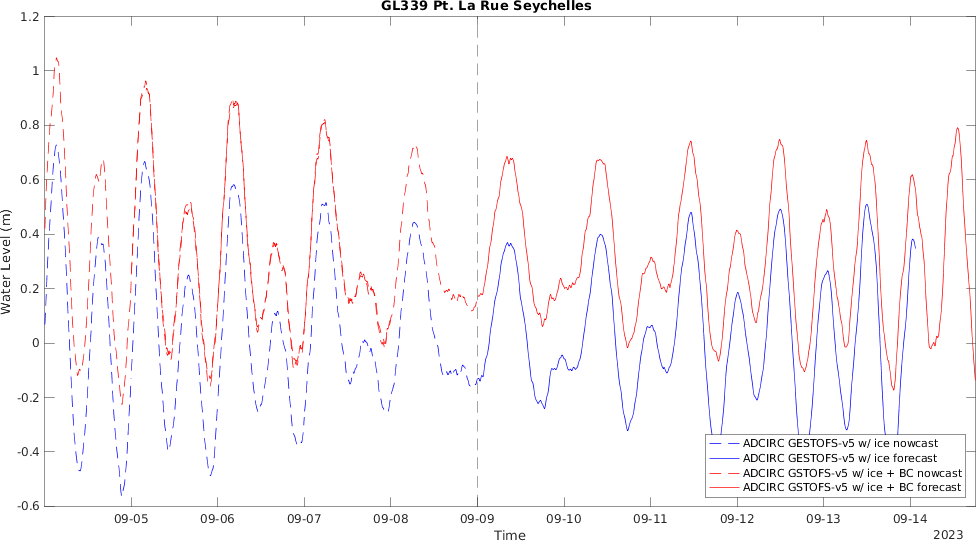 GL339 Pt. La Rue Seychelles
1.2
1
0.8
0.6
0.4
0.2
0
-0.2
-0.4
-0.6
Water Level (m)
ADCIRC GESTOFS-v5 w/ ice nowcast
ADCIRC GESTOFS-v5 w/ ice forecast
ADCIRC GSTOFS-v5 w/ ice + BC nowcast
ADCIRC GSTOFS-v5 w/ ice + BC forecast
09-05 09-06 09-07 09-08 09-09 09-10 09-11 09-12 09-13 09-14
Time
2023